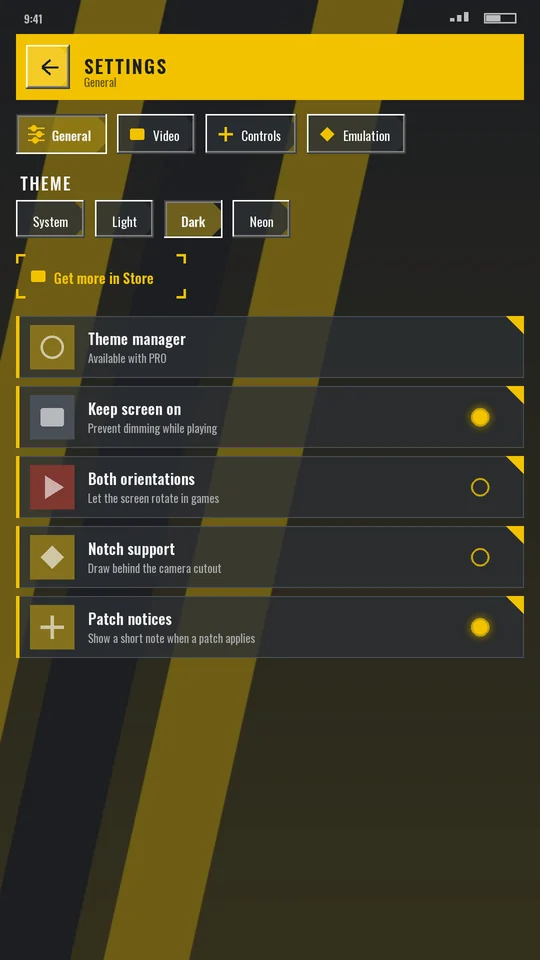 9:41
SETTINGS
General
General
Video
Controls
Emulation
THEME
System
Light
Dark
Neon
Get more in Store
Theme manager
Available with PRO
Keep screen on
Prevent dimming while playing
Both orientations
Let the screen rotate in games
Notch support
Draw behind the camera cutout
Patch notices
Show a short note when a patch applies